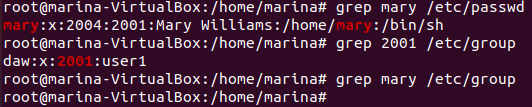 root@marina-VirtualBox:/home/marina# grep mary /etc/passwd
mary:x:2004:2001:Mary Williams:/home/mary:/bin/sh
root@marina-VirtualBox:/home/marina# grep 2001 /etc/group
daw:x:2001:user1
root@marina-VirtualBox:/home/marina# grep mary /etc/group
root@marina-VirtualBox:/home/marina#